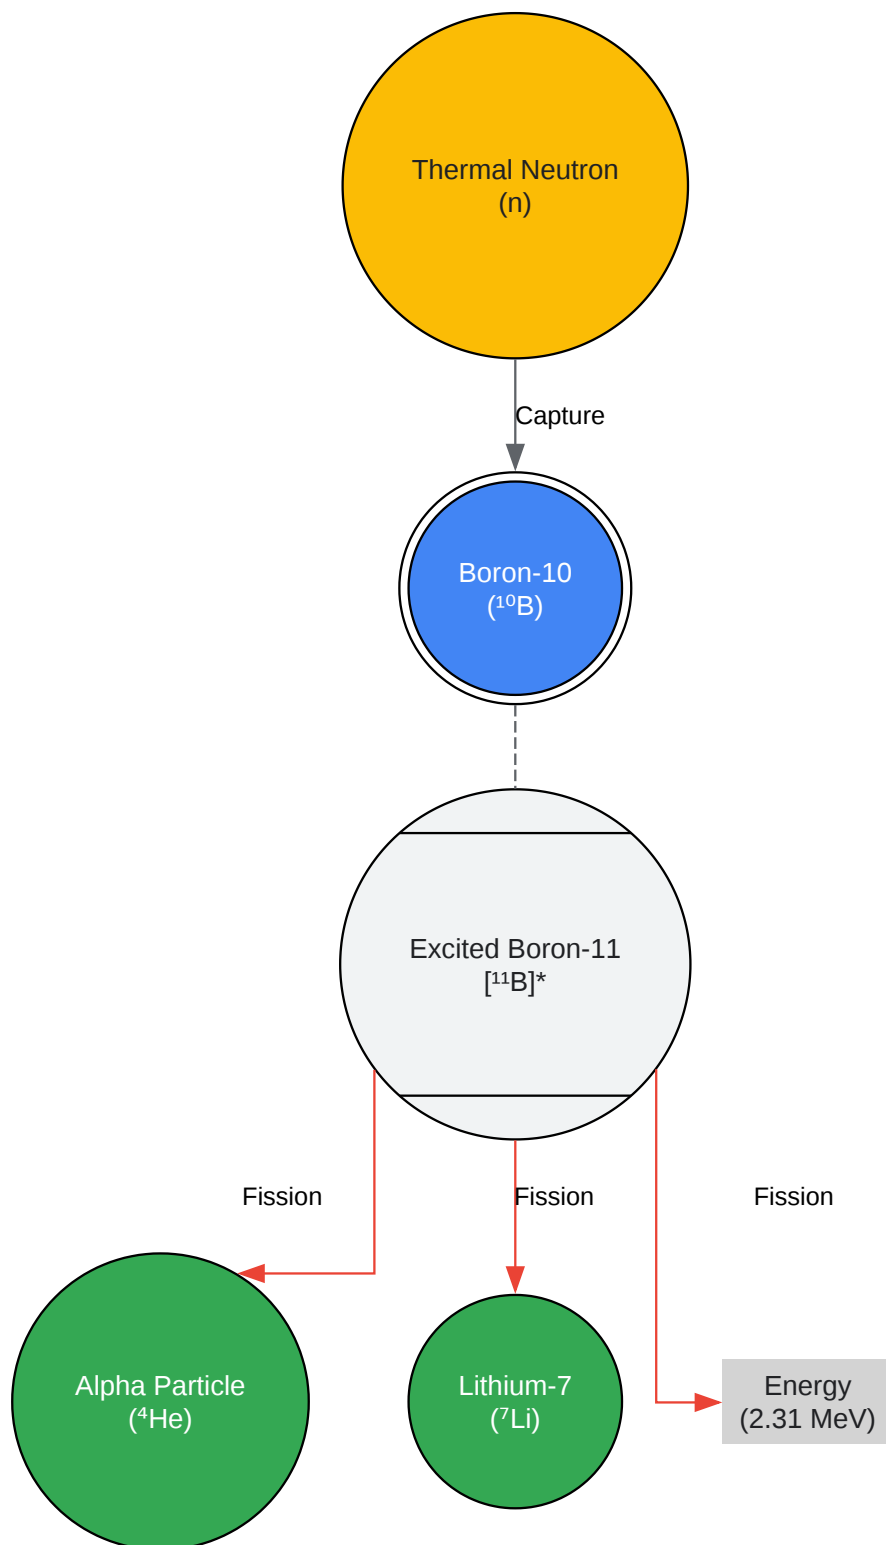 Thermal Neutron
(n)
Capture
Boron-10
(¹⁰B)
Excited Boron-11
[¹¹B]*
Fission
Fission
Fission
Alpha Particle
(⁴He)
Lithium-7
(⁷Li)
Energy
(2.31 MeV)